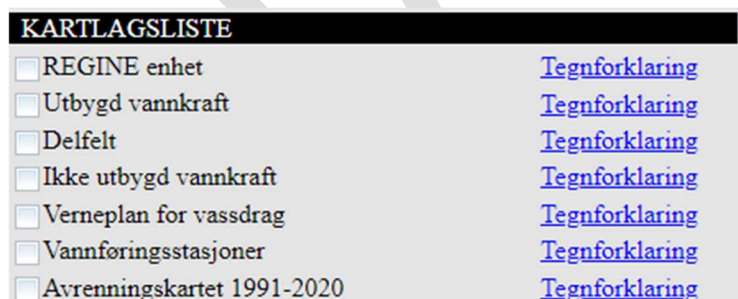 KARTLAGSLISTE
REGINE enhet Tegnforklaring
Utbygd vannkraft Tegnforklaring
Delfelt Tegnforklaring
Ikke utbygd vannkraft Tegnforklaring
Verneplan for vassdrag Tegnforklaring
Vannføringsstasjoner Tegnforklaring
Avrenningskartet 1991-2020 Tegnforklaring